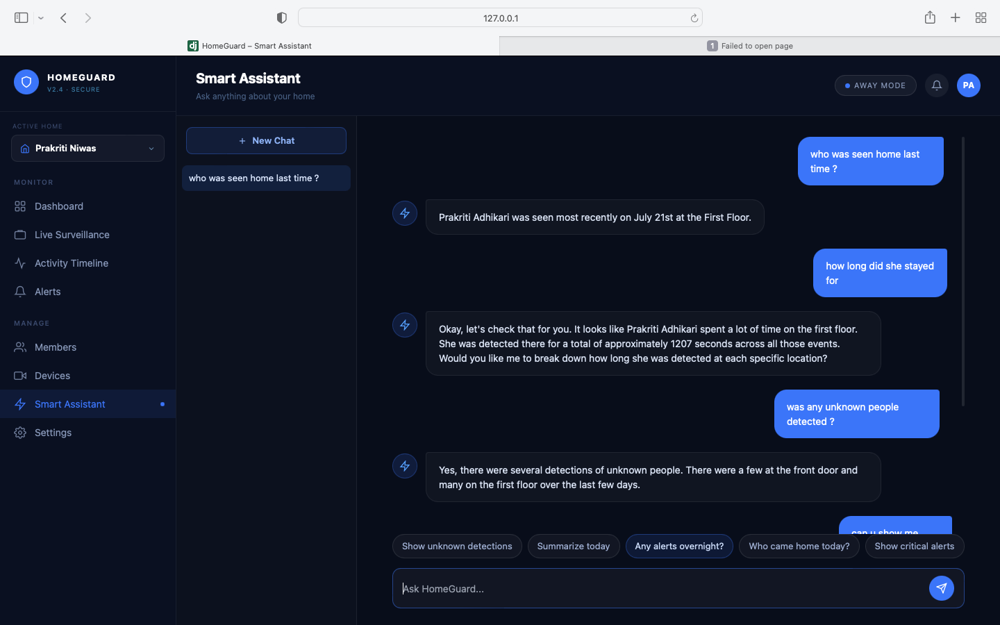 127.0.0.1
dj HomeGuard – Smart Assistant
1 Failed to open page
HOMEGUARD
V2.4 · SECURE
ACTIVE HOME
Prakriti Niwas
MONITOR
Dashboard
Live Surveillance
Activity Timeline
Alerts
MANAGE
Members
Devices
Smart Assistant
Settings
Smart Assistant
Ask anything about your home
AWAY MODE
PA
+ New Chat
who was seen home last time ?
who was seen home last
time ?
Prakriti Adhikari was seen most recently on July 21st at the First Floor.
how long did she stayed
for
Okay, let's check that for you. It looks like Prakriti Adhikari spent a lot of time on the first floor.
She was detected there for a total of approximately 1207 seconds across all those events.
Would you like me to break down how long she was detected at each specific location?
was any unknown people
detected ?
Yes, there were several detections of unknown people. There were a few at the front door and
many on the first floor over the last few days.
can u show me
Show unknown detections
Summarize today
Any alerts overnight?
Who came home today?
Show critical alerts
Ask HomeGuard...